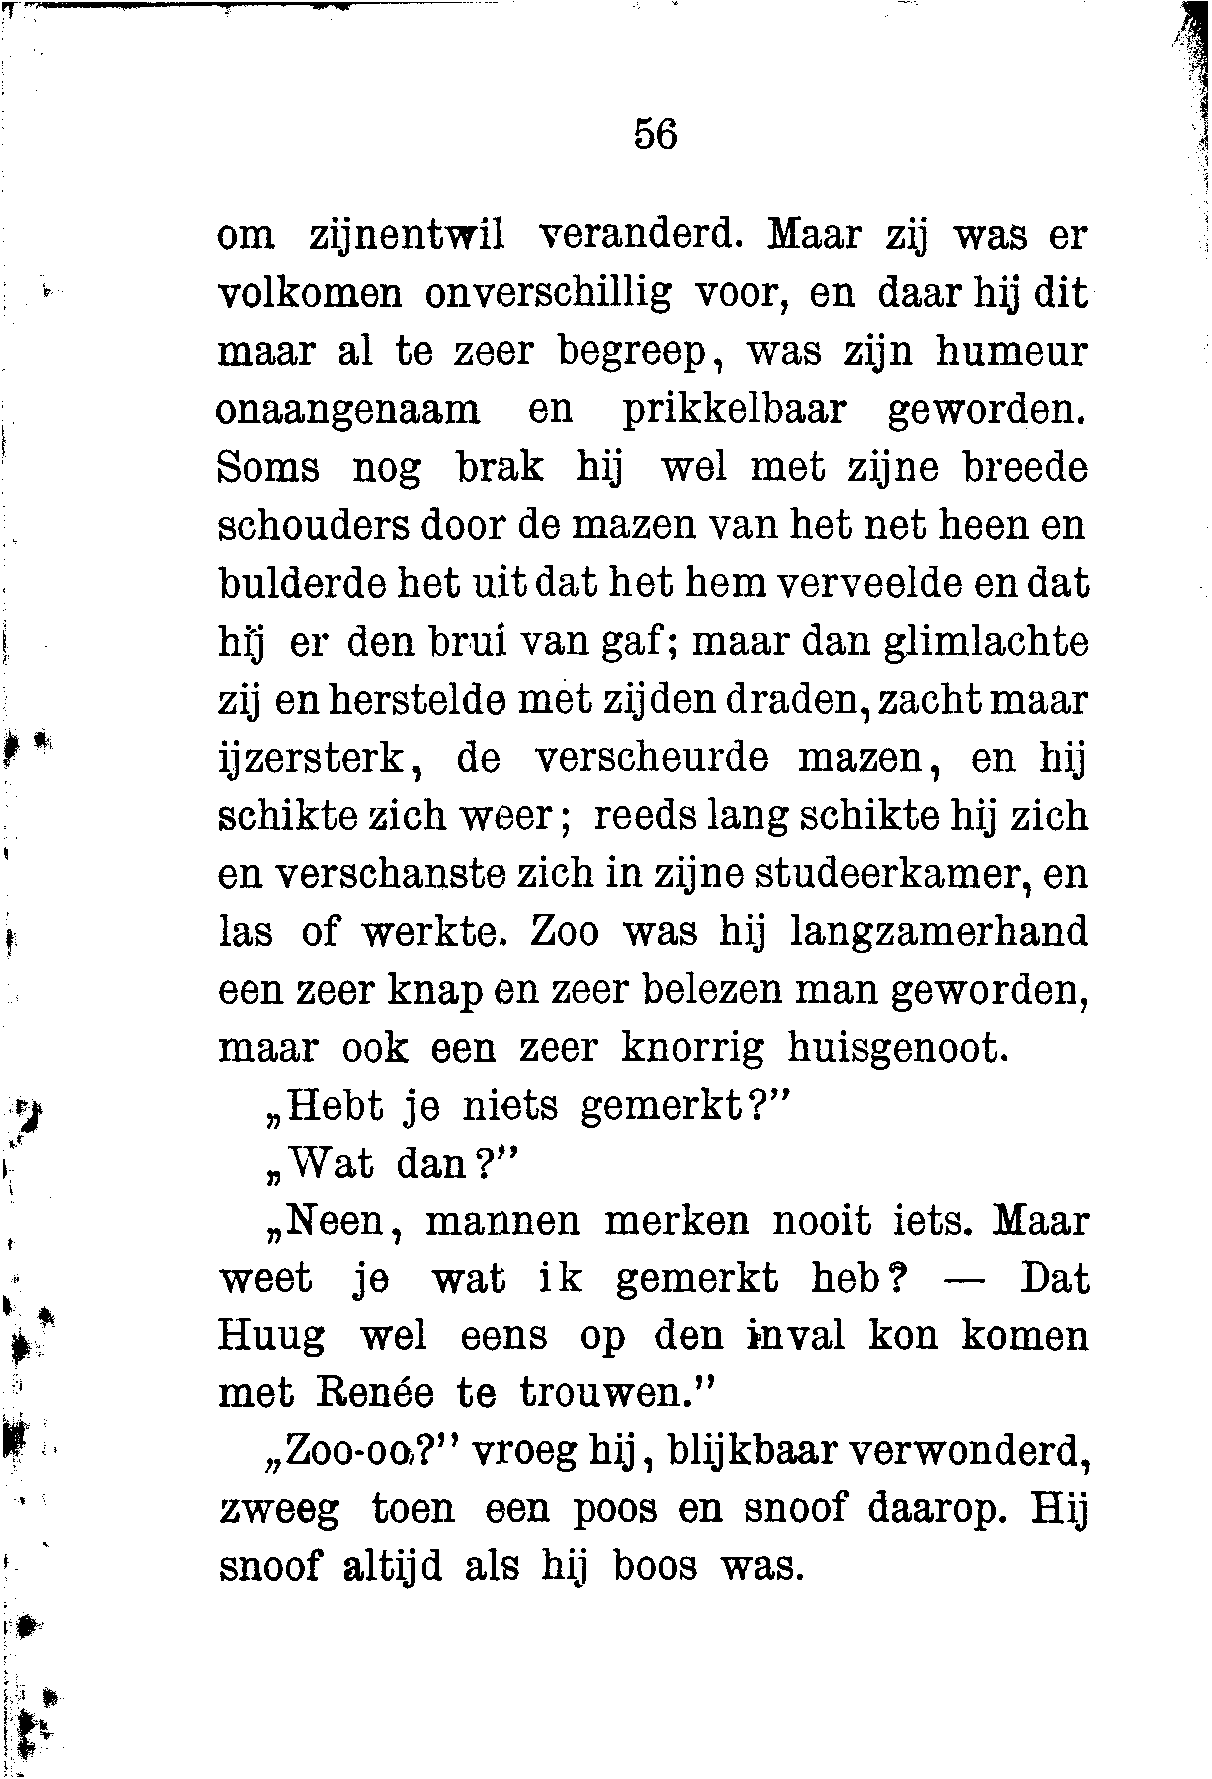 56
om zijnentwil veranderd. Maar zij was er
volkomen onverschillig voor, en daar hij dit
maar al te zeer begreep, was zijn humeur
onaangenaam en prikkelbaar geworden.
Soms nog brak hij wel met zijne breede
schouders door de mazen van het net heen en
bulderde het uit dat het hem verveelde en dat
hij er den brui van gaf; maar dan glimlachte
zij en herstelde met zijden draden, zacht maar
ijzersterk, de verscheurde mazen, en hij
schikte zich weer; reeds lang schikte hij zich
en verschanste zich in zijne studeerkamer, en
las of werkte. Zoo was hij langzamerhand
een zeer knap en zeer belezen man geworden,
maar ook een zeer knorrig huisgenoot.
„Hebt je niets gemerkt?”
„Wat dan?”
„Neen, mannen merken nooit iets. Maar
weet je wat ik gemerkt heb? — Dat
Huug wel eens op den inval kon komen
met Renée te trouwen.”
„Zoo-oo?” vroeg hij, blijkbaar verwonderd,
zweeg toen een poos en snoof daarop. Hij
snoof altijd als hij boos was.